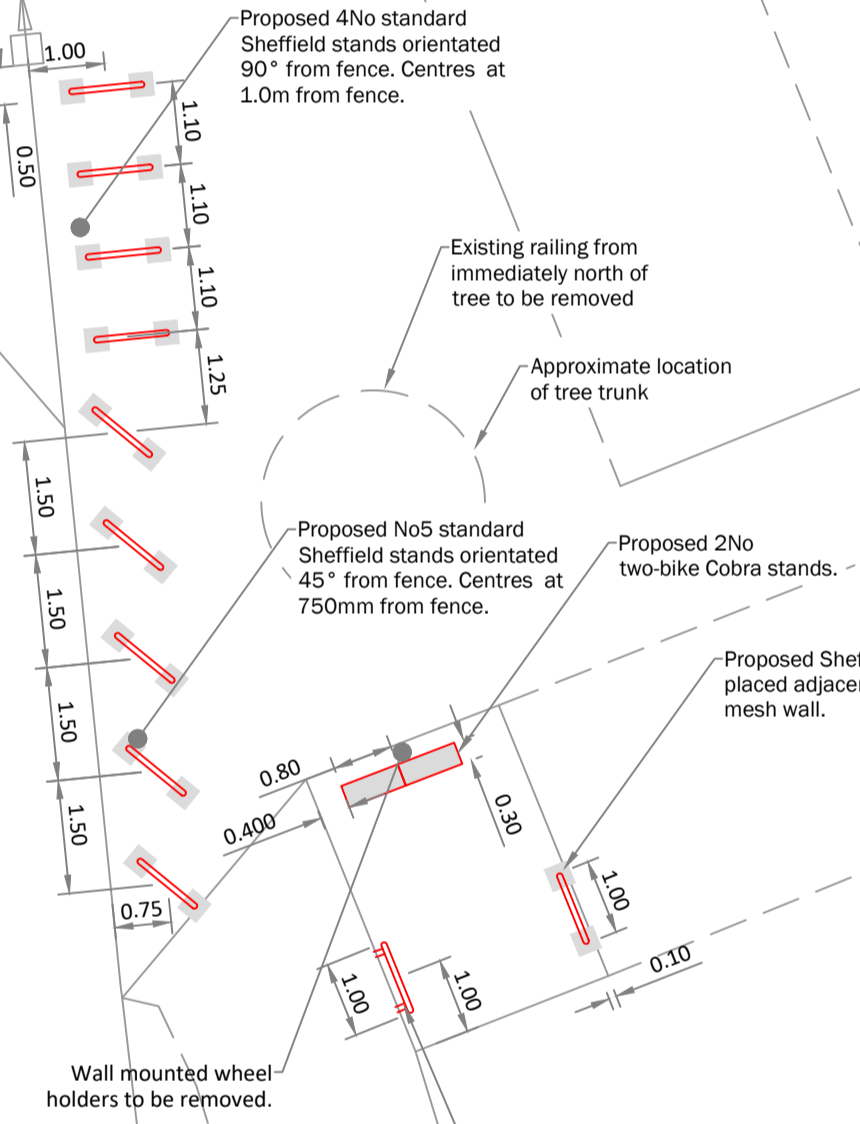 Proposed 4No standard
Sheffield stands orientated
90° from fence. Centres at
1.0m from fence.
1.00
1.10
0.50
1.10
1.10
1.25
Existing railing from
immediately north of
tree to be removed
Approximate location
of tree trunk
1.50
1.50
1.50
1.50
Proposed No5 standard
Sheffield stands orientated
45° from fence. Centres at
750mm from fence.
Proposed 2No
two-bike Cobra stands.
Proposed Shef
placed adjace
mesh wall.
0.80
0.400
0.30
0.75
1.00
0.10
1.00
1.00
Wall mounted wheel
holders to be removed.